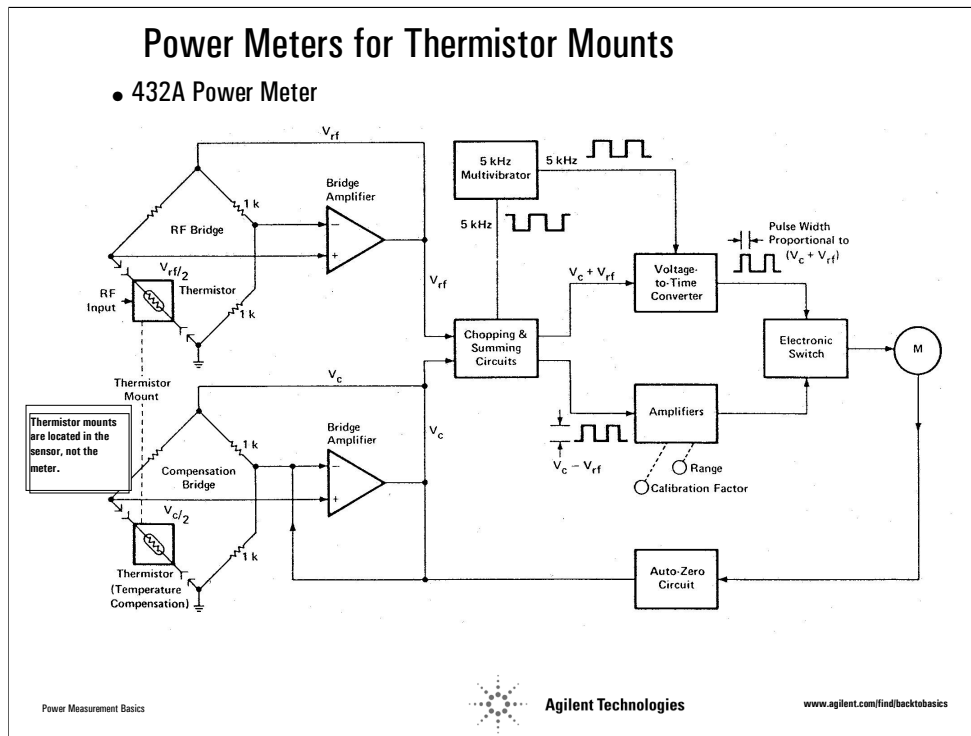 Power Meters for Thermistor Mounts
• 432A Power Meter
Vrf
5 kHz
Multivibrator
5 kHz
5 kHz
Bridge
Amplifier
1 k
RF Bridge
−
+
Vrf/2
Thermistor
RF
Input
1 k
Vrf
Pulse Width
Proportional to
(Vc + Vrf)
Vc + Vrf
Voltage-
to-Time
Converter
Chopping &
Summing
Circuits
Electronic
Switch
M
Thermistor
Mount
Vc
Vc
Amplifiers
Vc − Vrf
Range
Calibration Factor
Thermistor mounts
are located in the
sensor, not the
meter.
Bridge
Amplifier
1 k
Compensation
Bridge
−
+
Vc/2
1 k
Thermistor
(Temperature
Compensation)
Auto-Zero
Circuit
Power Measurement Basics
Agilent Technologies
www.agilent.com/find/backtobasics